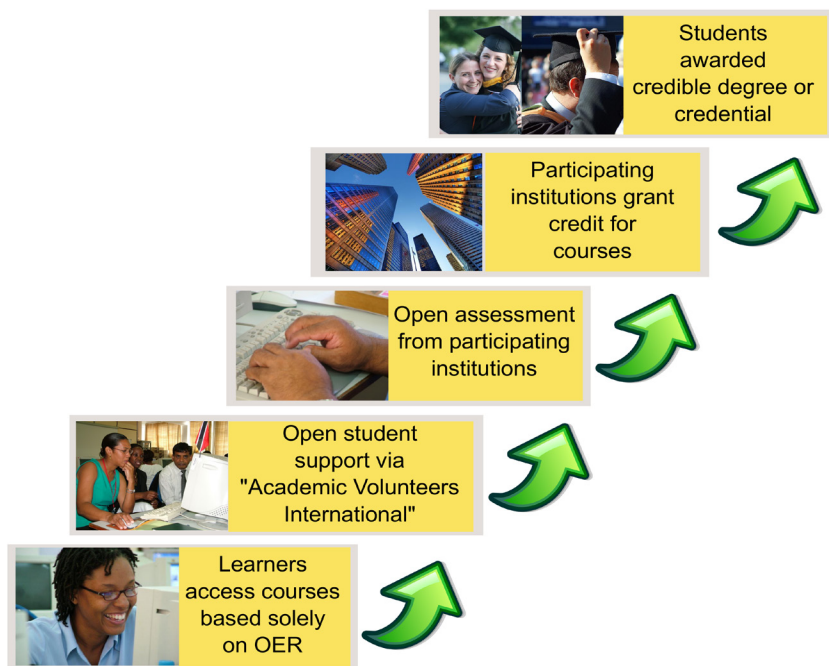 Students
awarded
credible degree or
credential
Participating
institutions grant
credit for
courses
Open assessment
from participating
institutions
Open student
support via
"Academic Volunteers
International"
Learners
access courses
based solely
on OER